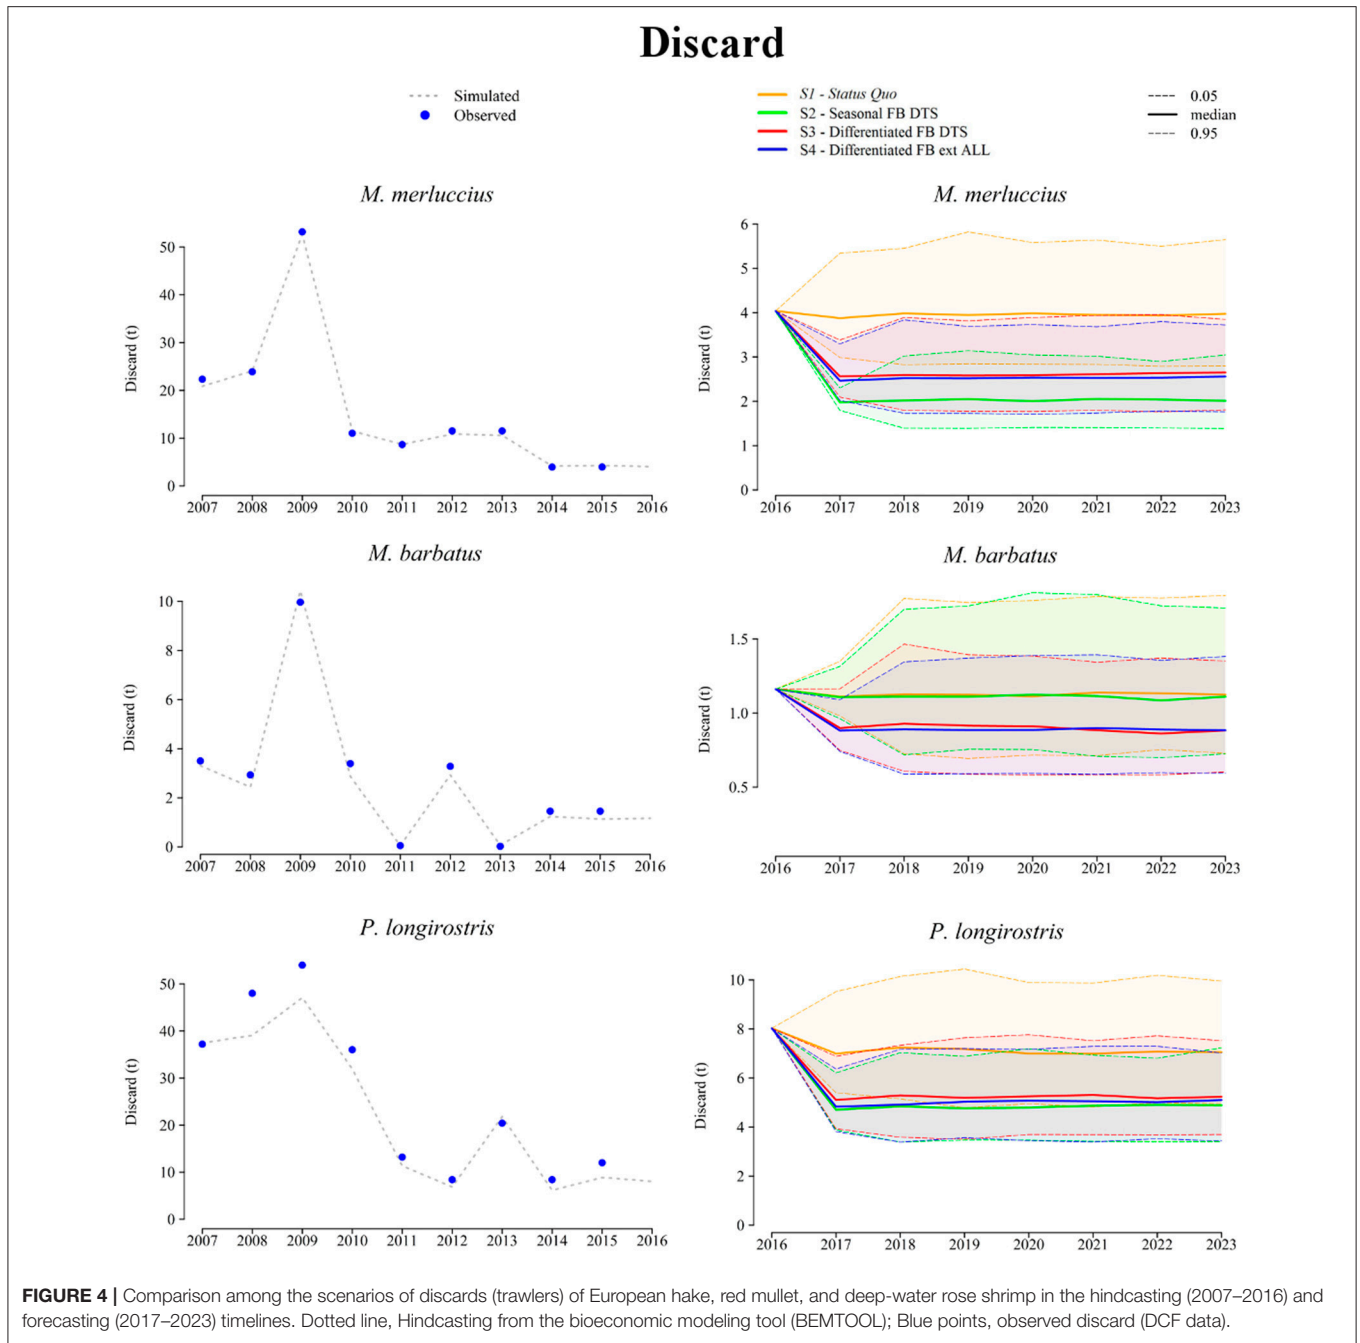 Discard
Simulated
Observed
S1 - Status Quo
S2 - Seasonal FB DTS
S3 - Differentiated FB DTS
S4 - Differentiated FB ext ALL
0.05
median
0.95
M. merluccius
Discard (t)
50
40
30
20
10
0
2007 2008 2009 2010 2011 2012 2013 2014 2015 2016
M. merluccius
Discard (t)
6
5
4
3
2
1
0
2016 2017 2018 2019 2020 2021 2022 2023
M. barbatus
Discard (t)
10
8
6
4
2
0
2007 2008 2009 2010 2011 2012 2013 2014 2015 2016
M. barbatus
Discard (t)
1.5
1.0
0.5
2016 2017 2018 2019 2020 2021 2022 2023
P. longirostris
Discard (t)
50
40
30
20
10
0
2007 2008 2009 2010 2011 2012 2013 2014 2015 2016
P. longirostris
Discard (t)
10
8
6
4
2
0
2016 2017 2018 2019 2020 2021 2022 2023
FIGURE 4 | Comparison among the scenarios of discards (trawlers) of European hake, red mullet, and deep-water rose shrimp in the hindcasting (2007–2016) and
forecasting (2017–2023) timelines. Dotted line, Hindcasting from the bioeconomic modeling tool (BEMTOOL); Blue points, observed discard (DCF data).